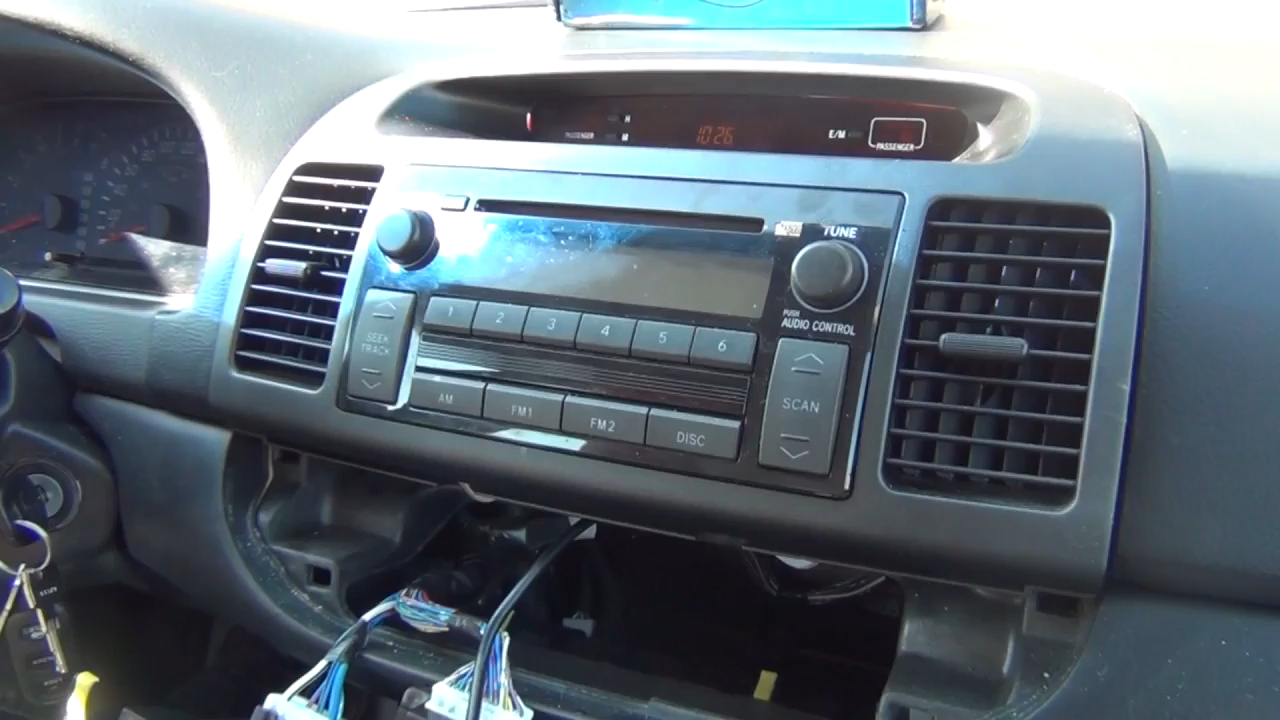 H
PASSENGER M
10:26
E/M
PASSENGER
TUNE
PUSH
AUDIO CONTROL
1 2 3 4 5 6
SEEK
TRACK
SCAN
AM FM1 FM2 DISC